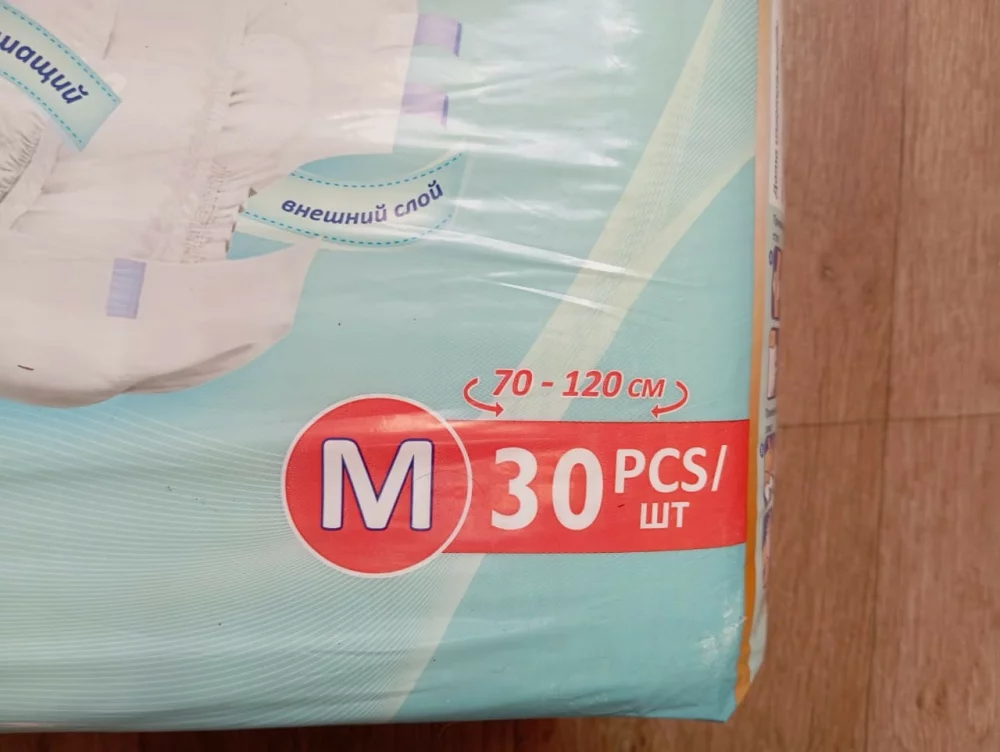 внешний слой
70 - 120 см
M
30 PCS/
ШТ